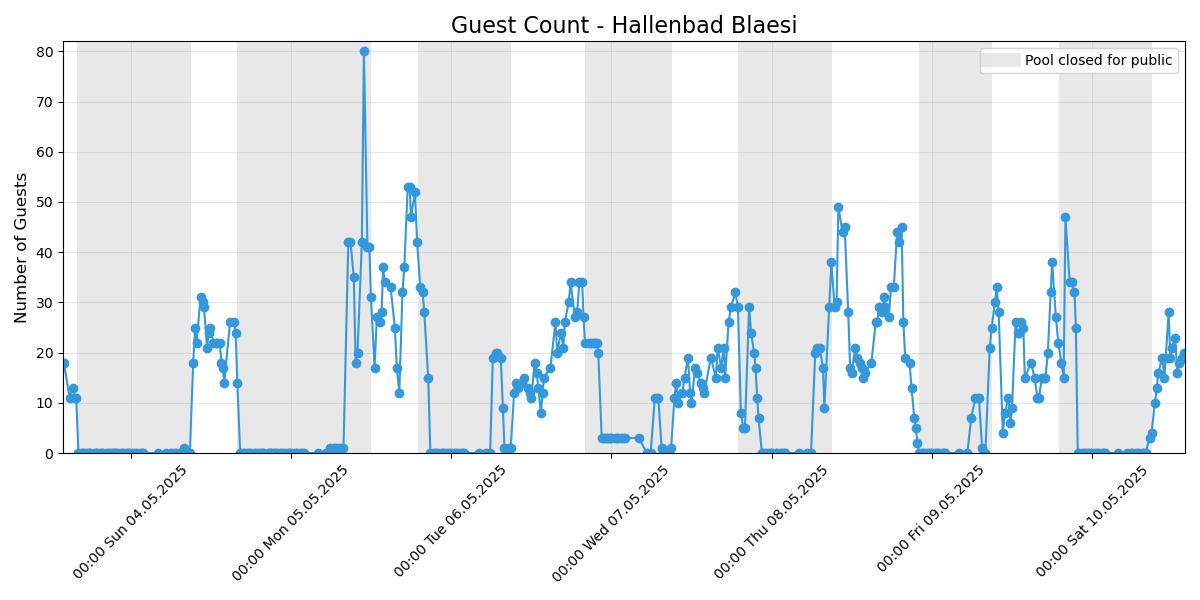 Guest Count - Hallenbad Blaesi
Pool closed for public
Number of Guests
80
70
60
50
40
30
20
10
0
00:00 Sun 04.05.2025
00:00 Mon 05.05.2025
00:00 Tue 06.05.2025
00:00 Wed 07.05.2025
00:00 Thu 08.05.2025
00:00 Fri 09.05.2025
00:00 Sat 10.05.2025